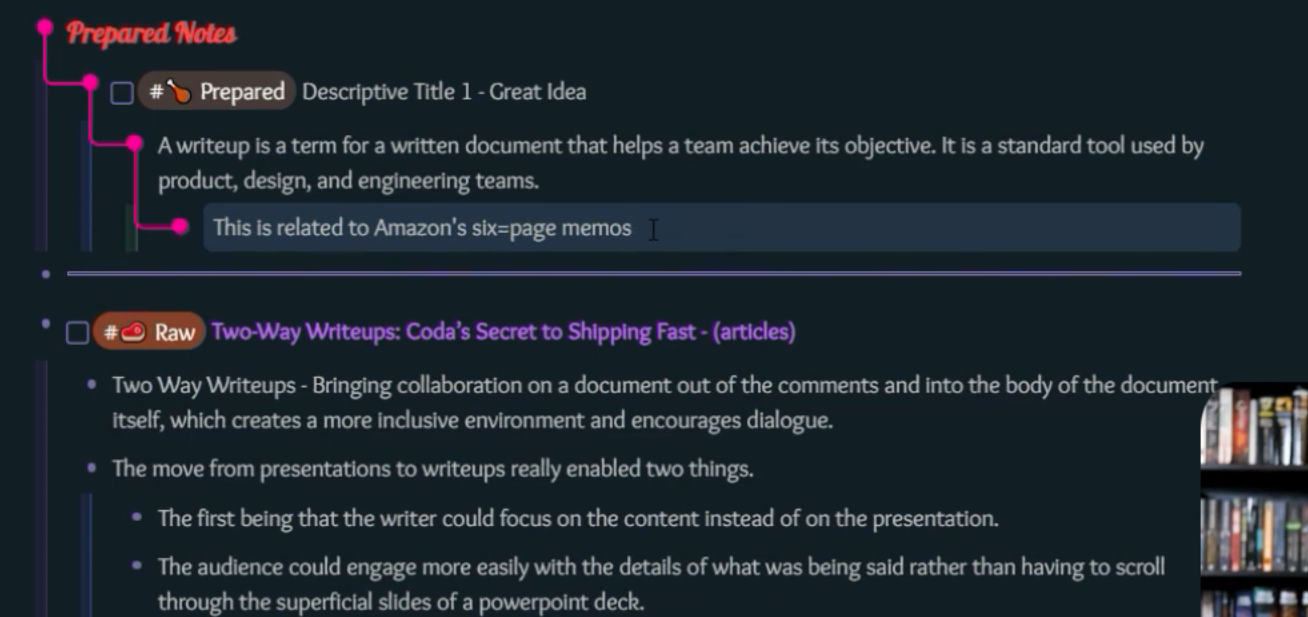 Prepared Notes
#🍗 Prepared Descriptive Title 1 - Great Idea
A writeup is a term for a written document that helps a team achieve its objective. It is a standard tool used by
product, design, and engineering teams.
This is related to Amazon's six=page memos
#🥩 Raw Two-Way Writeups: Coda's Secret to Shipping Fast - (articles)
Two Way Writeups - Bringing collaboration on a document out of the comments and into the body of the document
itself, which creates a more inclusive environment and encourages dialogue.
The move from presentations to writeups really enabled two things.
The first being that the writer could focus on the content instead of on the presentation.
The audience could engage more easily with the details of what was being said rather than having to scroll
through the superficial slides of a powerpoint deck.